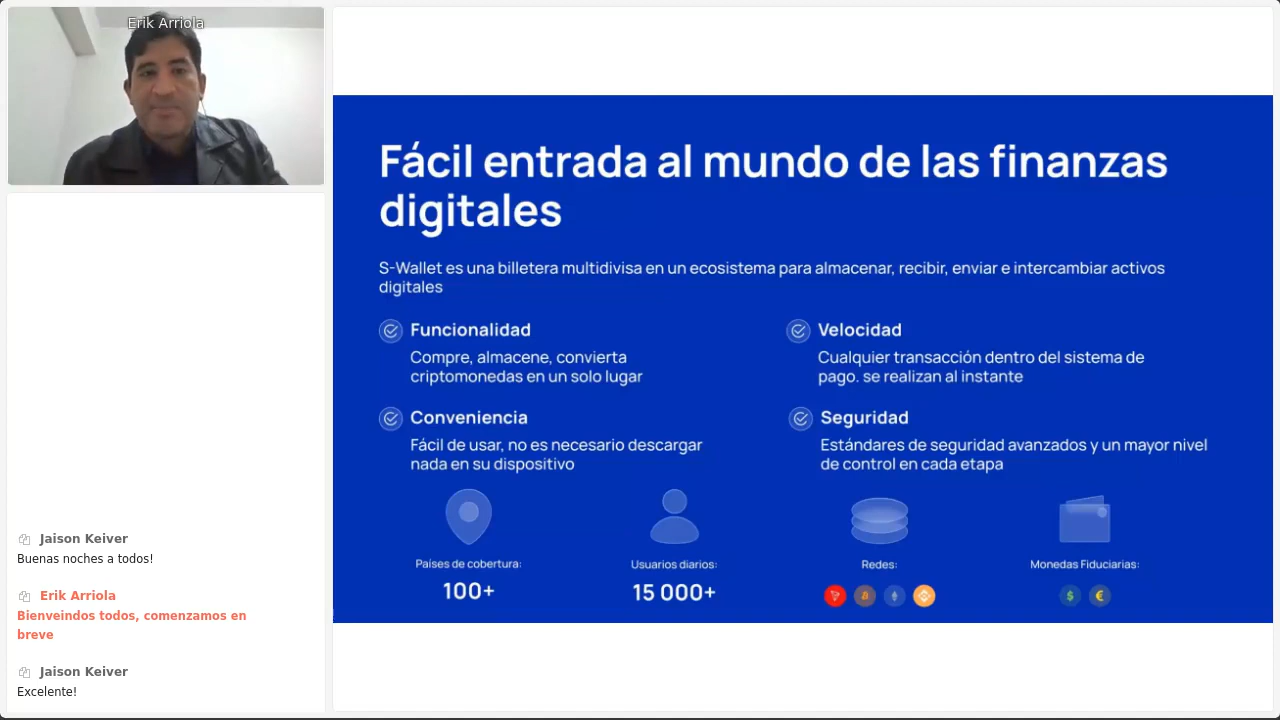 Erik Arriola
Jaison Keiver
Buenas noches a todos!
Erik Arriola
Bienveindos todos, comenzamos en
breve
Jaison Keiver
Excelente!
Fácil entrada al mundo de las finanzas
digitales
S-Wallet es una billetera multidivisa en un ecosistema para almacenar, recibir, enviar e intercambiar activos
digitales
Funcionalidad
Compre, almacene, convierta
criptomonedas en un solo lugar
Velocidad
Cualquier transacción dentro del sistema de
pago. se realizan al instante
Conveniencia
Fácil de usar, no es necesario descargar
nada en su dispositivo
Seguridad
Estándares de seguridad avanzados y un mayor nivel
de control en cada etapa
Países de cobertura:
100+
Usuarios diarios:
15 000+
Redes:
Monedas Fiduciarias:
$ €